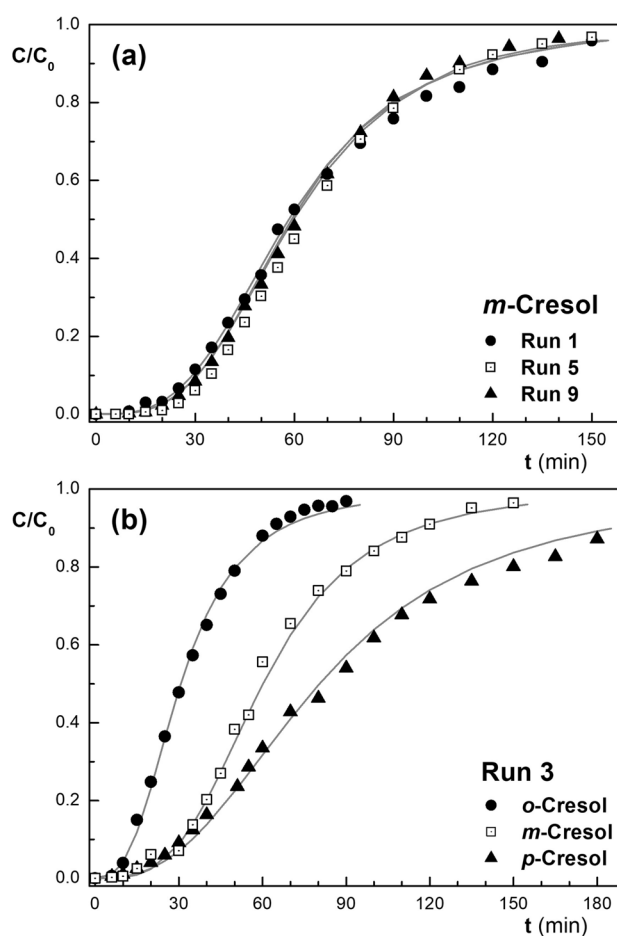 C/C0
(a)
1.0
0.8
0.6
0.4
0.2
0.0
m-Cresol
Run 1
Run 5
Run 9
0 30 60 90 120 150
t (min)
C/C0
(b)
1.0
0.8
0.6
0.4
0.2
0.0
Run 3
o-Cresol
m-Cresol
p-Cresol
0 30 60 90 120 150 180
t (min)